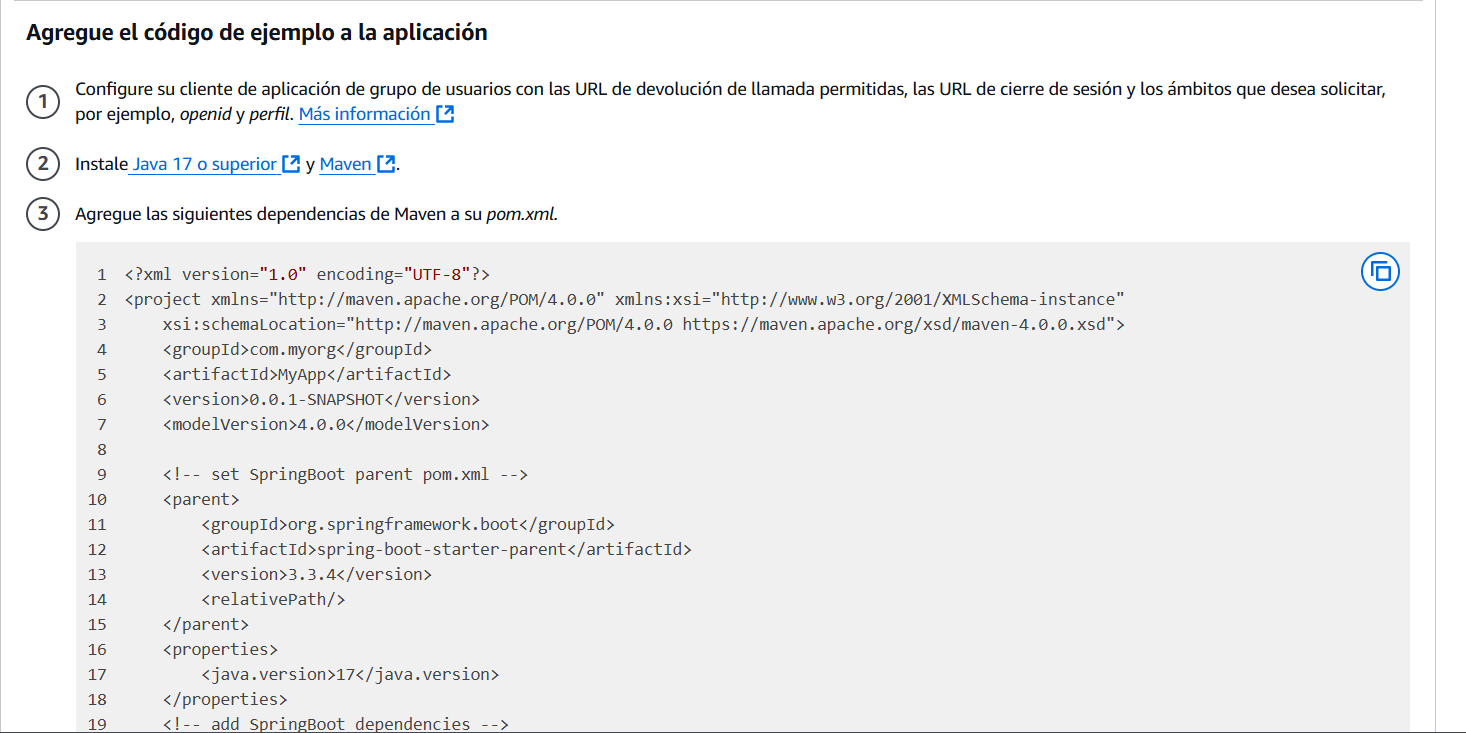 Agregue el código de ejemplo a la aplicación
1 Configure su cliente de aplicación de grupo de usuarios con las URL de devolución de llamada permitidas, las URL de cierre de sesión y los ámbitos que desea solicitar,
por ejemplo, openid y perfil. Más información
2 Instale Java 17 o superior y Maven.
3 Agregue las siguientes dependencias de Maven a su pom.xml.
1 <?xml version="1.0" encoding="UTF-8"?>
2 <project xmlns="http://maven.apache.org/POM/4.0.0" xmlns:xsi="http://www.w3.org/2001/XMLSchema-instance"
3     xsi:schemaLocation="http://maven.apache.org/POM/4.0.0 https://maven.apache.org/xsd/maven-4.0.0.xsd">
4     <groupId>com.myorg</groupId>
5     <artifactId>MyApp</artifactId>
6     <version>0.0.1-SNAPSHOT</version>
7     <modelVersion>4.0.0</modelVersion>
8
9     <!-- set SpringBoot parent pom.xml -->
10     <parent>
11         <groupId>org.springframework.boot</groupId>
12         <artifactId>spring-boot-starter-parent</artifactId>
13         <version>3.3.4</version>
14         <relativePath/>
15     </parent>
16     <properties>
17         <java.version>17</java.version>
18     </properties>
19     <!-- add SpringBoot dependencies -->